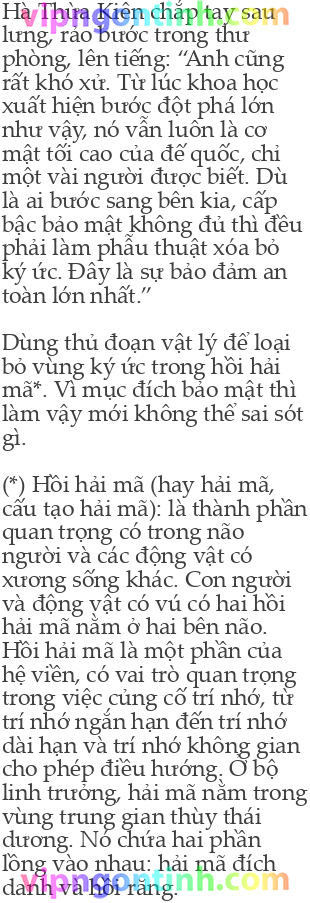 vipngontinh.com
Hà Thừa Kiên chắp tay sau
lưng, rảo bước trong thư
phòng, lên tiếng: “Anh cũng
rất khó xử. Từ lúc khoa học
xuất hiện bước đột phá lớn
như vậy, nó vẫn luôn là cơ
mật tối cao của đế quốc, chỉ
một vài người được biết. Dù
là ai bước sang bên kia, cấp
bậc bảo mật không đủ thì đều
phải làm phẫu thuật xóa bỏ
ký ức. Đây là sự bảo đảm an
toàn lớn nhất.”
Dùng thủ đoạn vật lý để loại
bỏ vùng ký ức trong hồi hải
mã*. Vì mục đích bảo mật thì
làm vậy mới không thể sai sót
gì.
(*) Hồi hải mã (hay hải mã,
cấu tạo hải mã): là thành phần
quan trọng có trong não
người và các động vật có
xương sống khác. Con người
và động vật có vú có hai hồi
hải mã nằm ở hai bên não.
Hồi hải mã là một phần của
hệ viền, có vai trò quan trọng
trong việc củng cố trí nhớ, từ
trí nhớ ngắn hạn đến trí nhớ
dài hạn và trí nhớ không gian
cho phép điều hướng. Ở bộ
linh trưởng, hải mã nằm trong
vùng trung gian thùy thái
dương. Nó chứa hai phần
lồng vào nhau: hải mã đích
danh và hồi răng.
vipngontinh.com